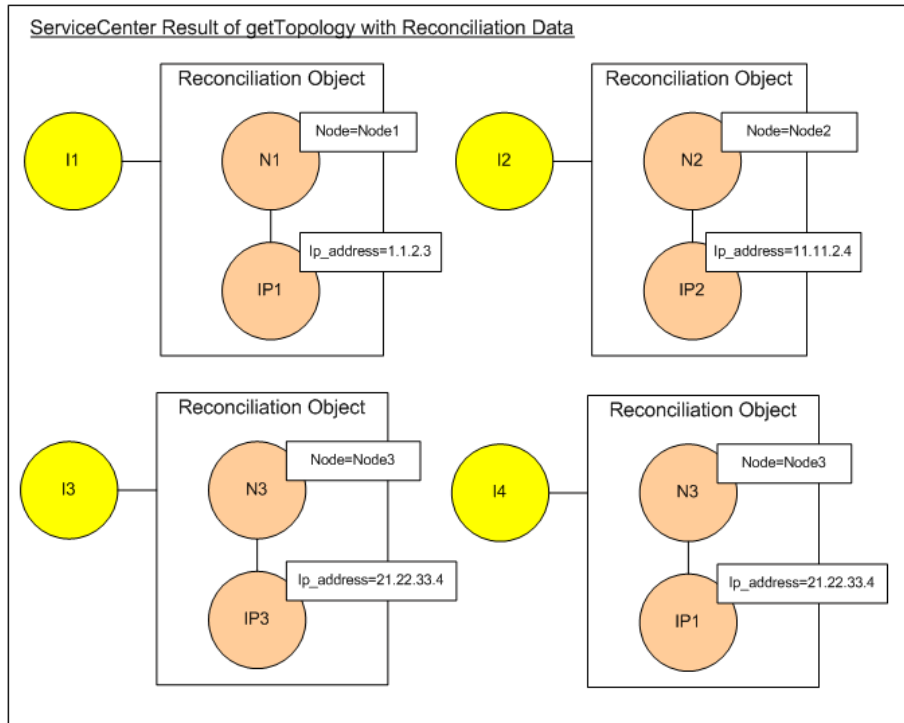 ServiceCenter Result of getTopology with Reconciliation Data
Reconciliation Object
I1
N1
Node=Node1
Ip_address=1.1.2.3
IP1
Reconciliation Object
I2
N2
Node=Node2
Ip_address=11.11.2.4
IP2
Reconciliation Object
I3
N3
Node=Node3
Ip_address=21.22.33.4
IP3
Reconciliation Object
I4
N3
Node=Node3
Ip_address=21.22.33.4
IP1